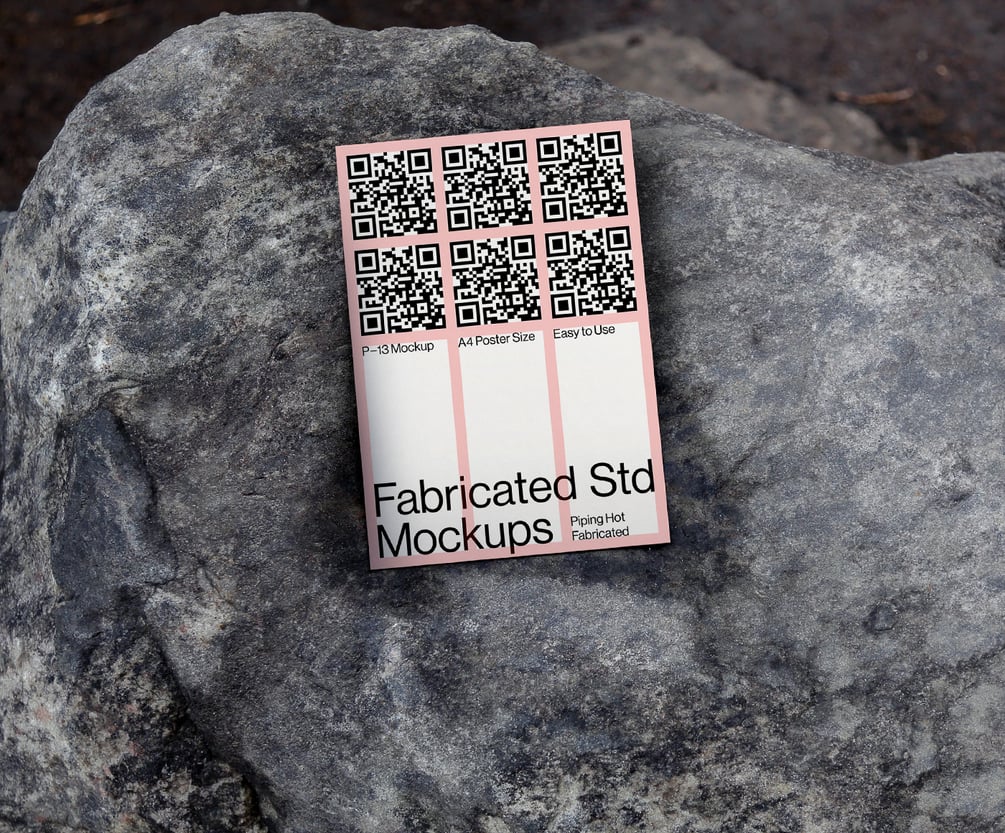 P–13 Mockup
A4 Poster Size
Easy to Use
Fabricated Std
Mockups
Piping Hot
Fabricated